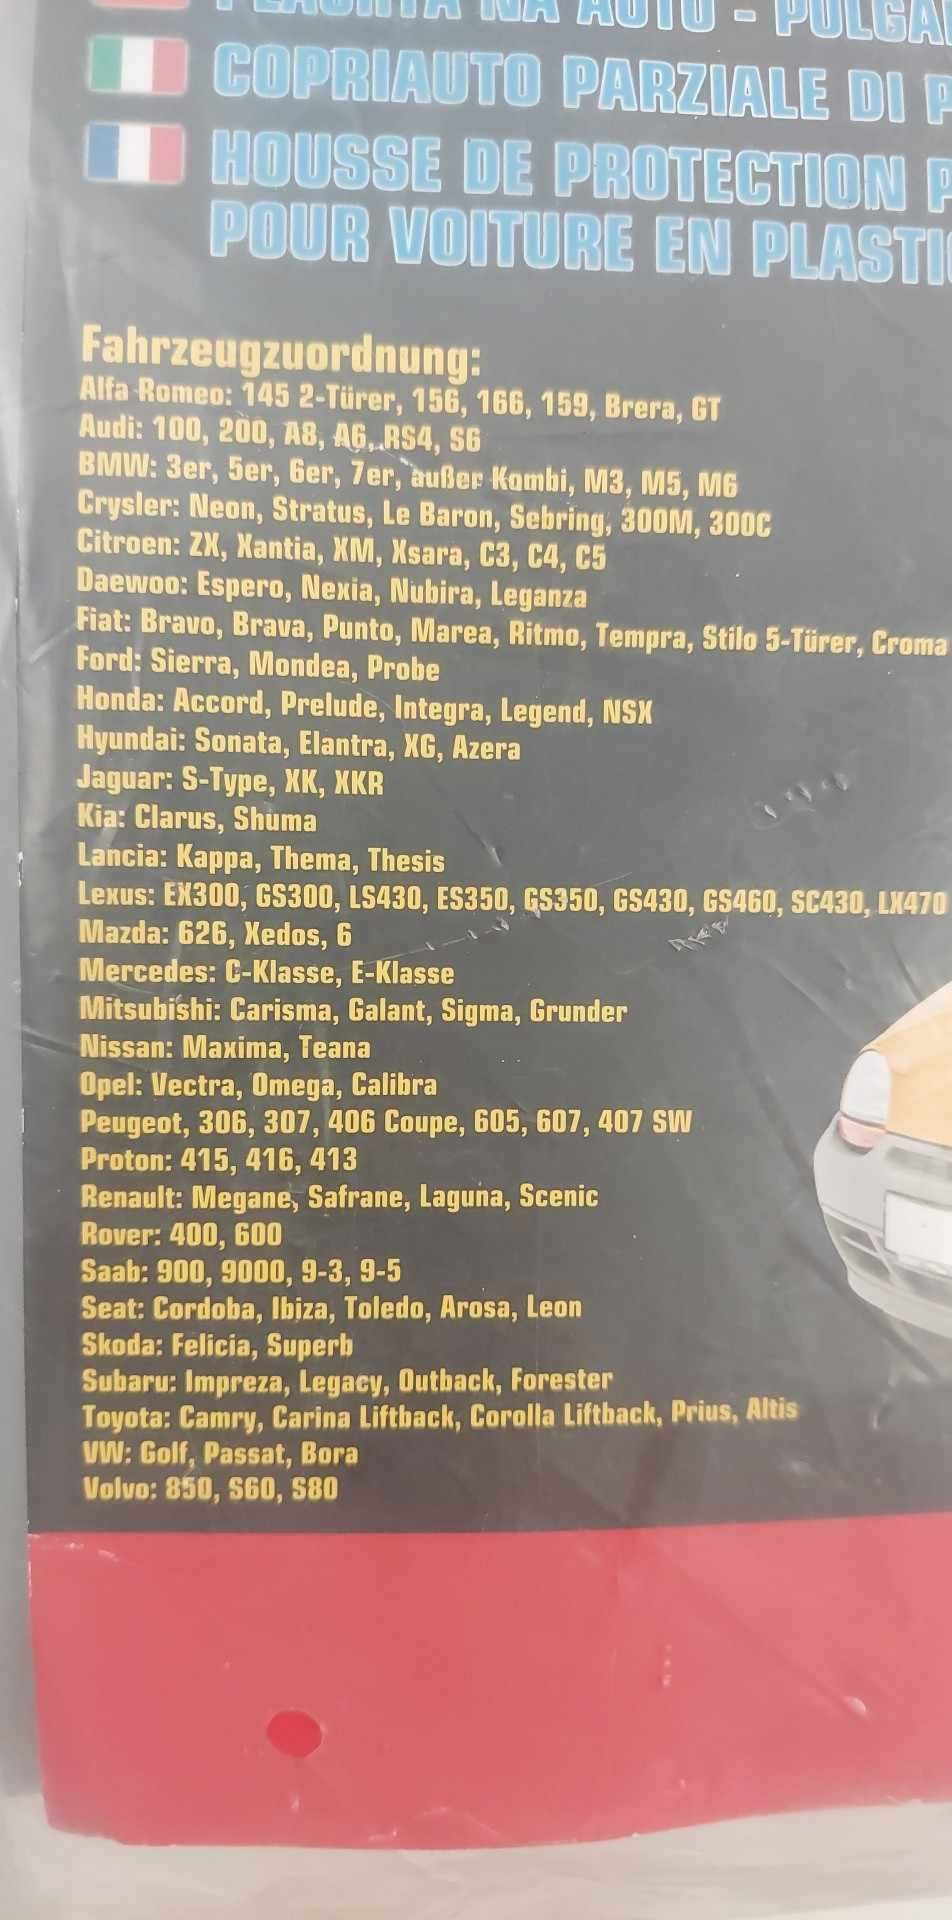 PLACHTA NA AUTO - POLGA
COPRIAUTO PARZIALE DI P
HOUSSE DE PROTECTION P
POUR VOITURE EN PLASTI
Fahrzeugzuordnung:
Alfa Romeo: 145 2-Türer, 156, 166, 159, Brera, GT
Audi: 100, 200, A8, A6, RS4, S6
BMW: 3er, 5er, 6er, 7er, außer Kombi, M3, M5, M6
Crysler: Neon, Stratus, Le Baron, Sebring, 300M, 300C
Citroen: ZX, Xantia, XM, Xsara, C3, C4, C5
Daewoo: Espero, Nexia, Nubira, Leganza
Fiat: Bravo, Brava, Punto, Marea, Ritmo, Tempra, Stilo 5-Türer, Croma
Ford: Sierra, Mondea, Probe
Honda: Accord, Prelude, Integra, Legend, NSX
Hyundai: Sonata, Elantra, XG, Azera
Jaguar: S-Type, XK, XKR
Kia: Clarus, Shuma
Lancia: Kappa, Thema, Thesis
Lexus: EX300, GS300, LS430, ES350, GS350, GS430, GS460, SC430, LX470
Mazda: 626, Xedos, 6
Mercedes: C-Klasse, E-Klasse
Mitsubishi: Carisma, Galant, Sigma, Grunder
Nissan: Maxima, Teana
Opel: Vectra, Omega, Calibra
Peugeot, 306, 307, 406 Coupe, 605, 607, 407 SW
Proton: 415, 416, 413
Renault: Megane, Safrane, Laguna, Scenic
Rover: 400, 600
Saab: 900, 9000, 9-3, 9-5
Seat: Cordoba, Ibiza, Toledo, Arosa, Leon
Skoda: Felicia, Superb
Subaru: Impreza, Legacy, Outback, Forester
Toyota: Camry, Carina Liftback, Corolla Liftback, Prius, Altis
VW: Golf, Passat, Bora
Volvo: 850, S60, S80